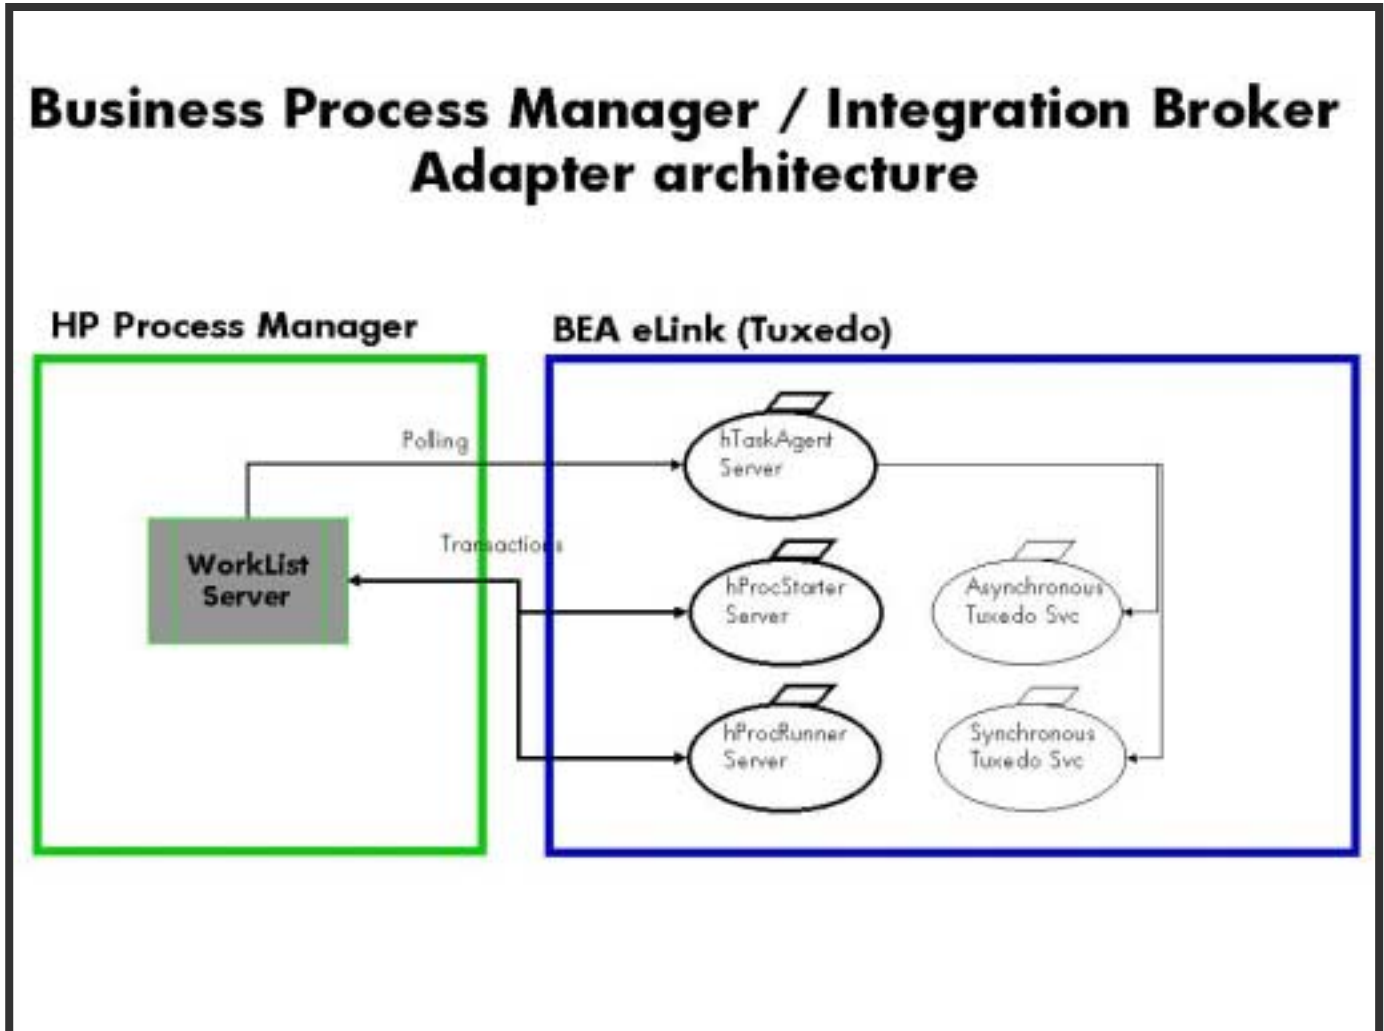 Business Process Manager / Integration Broker
Adapter architecture
HP Process Manager
BEA eLink (Tuxedo)
Polling
hTaskAgent
Server
Transactions
WorkList
Server
hProcStarter
Server
Asynchronous
Tuxedo Svc
hProcRunner
Server
Synchronous
Tuxedo Svc